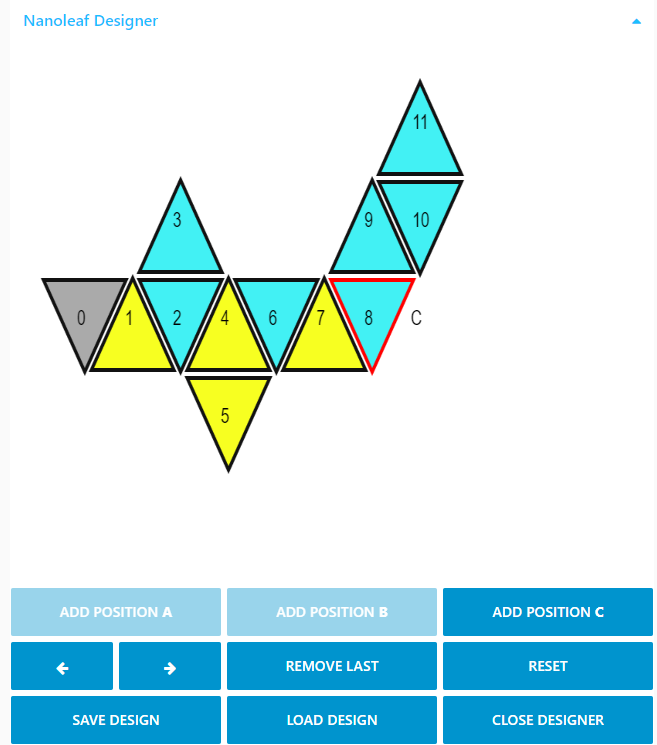 Nanoleaf Designer
11
3
9
10
0
1
2
4
6
7
8
C
5
ADD POSITION A
ADD POSITION B
ADD POSITION C
REMOVE LAST
RESET
SAVE DESIGN
LOAD DESIGN
CLOSE DESIGNER